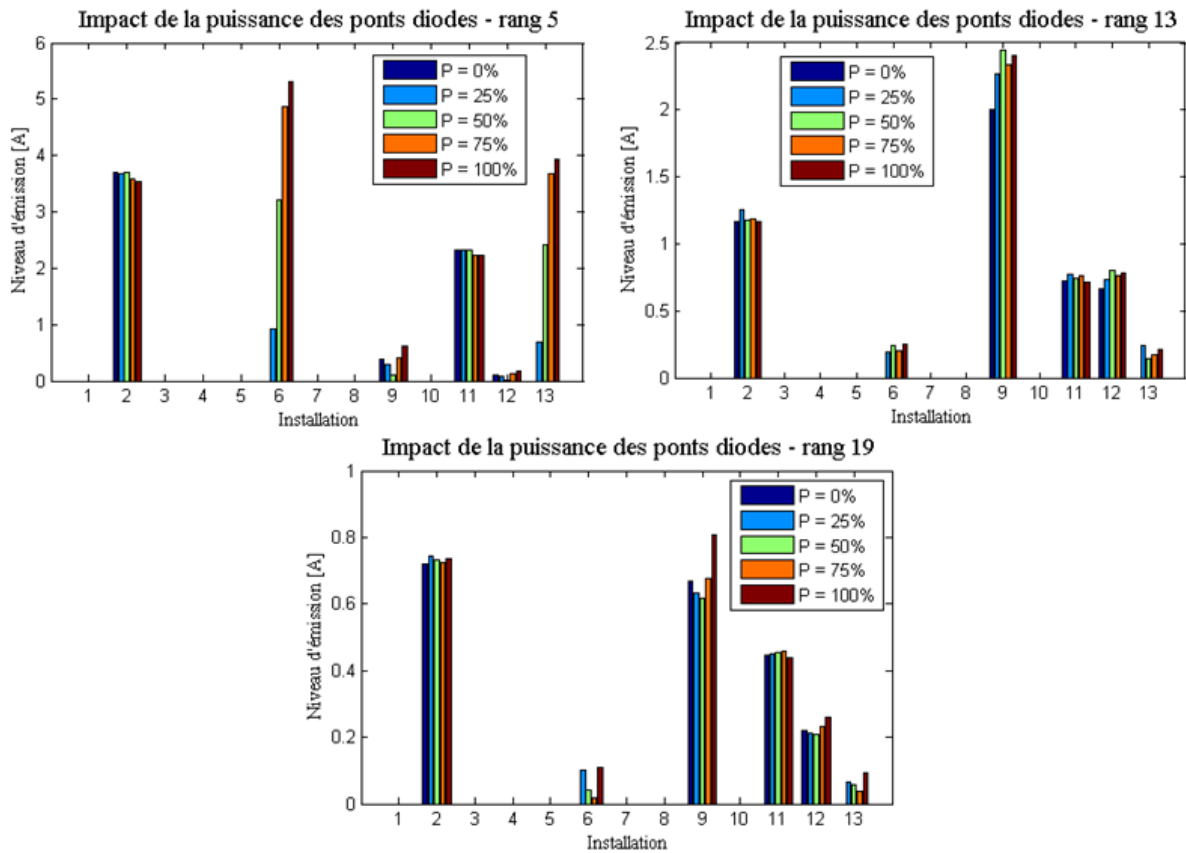 Impact de la puissance des ponts diodes - rang 5
6
5
4
3
2
1
0
Niveau d'émission [A]
P = 0%
P = 25%
P = 50%
P = 75%
P = 100%
1 2 3 4 5 6 7 8 9 10 11 12 13
Installation
Impact de la puissance des ponts diodes - rang 13
2.5
2
1.5
1
0.5
0
Niveau d'émission [A]
P = 0%
P = 25%
P = 50%
P = 75%
P = 100%
1 2 3 4 5 6 7 8 9 10 11 12 13
Installation
Impact de la puissance des ponts diodes - rang 19
1
0.8
0.6
0.4
0.2
0
Niveau d'émission [A]
P = 0%
P = 25%
P = 50%
P = 75%
P = 100%
1 2 3 4 5 6 7 8 9 10 11 12 13
Installation